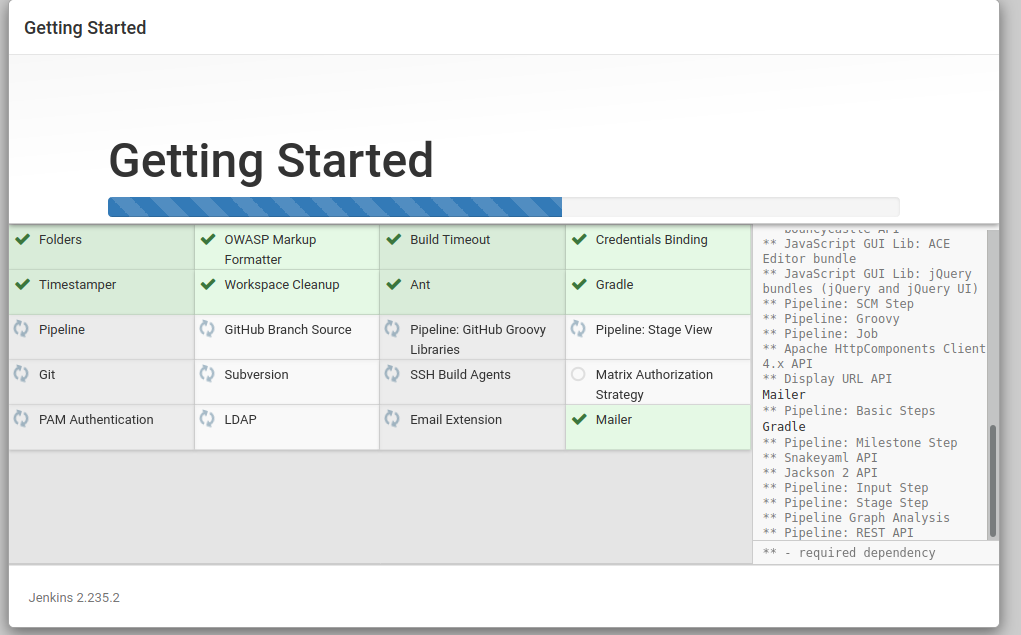 Getting Started
Getting Started
Folders
OWASP Markup
Formatter
Build Timeout
Credentials Binding
Timestamper
Workspace Cleanup
Ant
Gradle
Pipeline
GitHub Branch Source
Pipeline: GitHub Groovy
Libraries
Pipeline: Stage View
Git
Subversion
SSH Build Agents
Matrix Authorization
Strategy
PAM Authentication
LDAP
Email Extension
Mailer
bouncycastle API
** JavaScript GUI Lib: ACE
Editor bundle
** JavaScript GUI Lib: jQuery
bundles (jQuery and jQuery UI)
** Pipeline: SCM Step
** Pipeline: Groovy
** Pipeline: Job
** Apache HttpComponents Client
4.x API
** Display URL API
Mailer
** Pipeline: Basic Steps
Gradle
** Pipeline: Milestone Step
** Snakeyaml API
** Jackson 2 API
** Pipeline: Input Step
** Pipeline: Stage Step
** Pipeline Graph Analysis
** Pipeline: REST API
** - required dependency
Jenkins 2.235.2